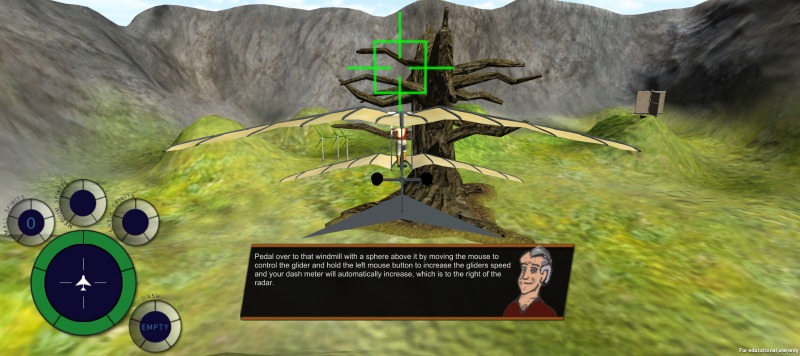 Pedal over to that windmill with a sphere above it by moving the mouse to
control the glider and hold the left mouse button to increase the gliders speed
and your dash meter will automatically increase, which is to the right of the
radar.
0
DASH
EMPTY
For educational use only